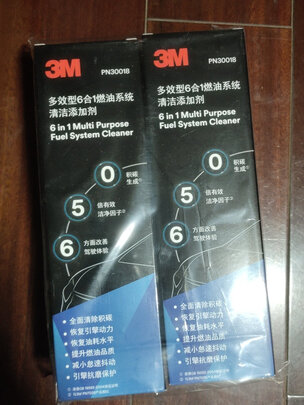 3M
PN30018
多效型6合1燃油系统
清洁添加剂
6 in 1 Multi Purpose
Fuel System Cleaner
0 积碳
生成
5 倍有效
洁净因子
6 方面改善
驾驶体验
• 全面清除积碳
• 恢复引擎动力
• 恢复油耗水平
• 提升燃油品质
• 减小怠速抖动
• 引擎抗磨保护
3M
PN30018
多效型6合1燃油系统
清洁添加剂
6 in 1 Multi Purpose
Fuel System Cleaner
0 积碳
生成
5 倍有效
洁净因子
6 方面改善
驾驶体验
• 全面清除积碳
• 恢复引擎动力
• 恢复油耗水平
• 提升燃油品质
• 减小怠速抖动
• 引擎抗磨保护